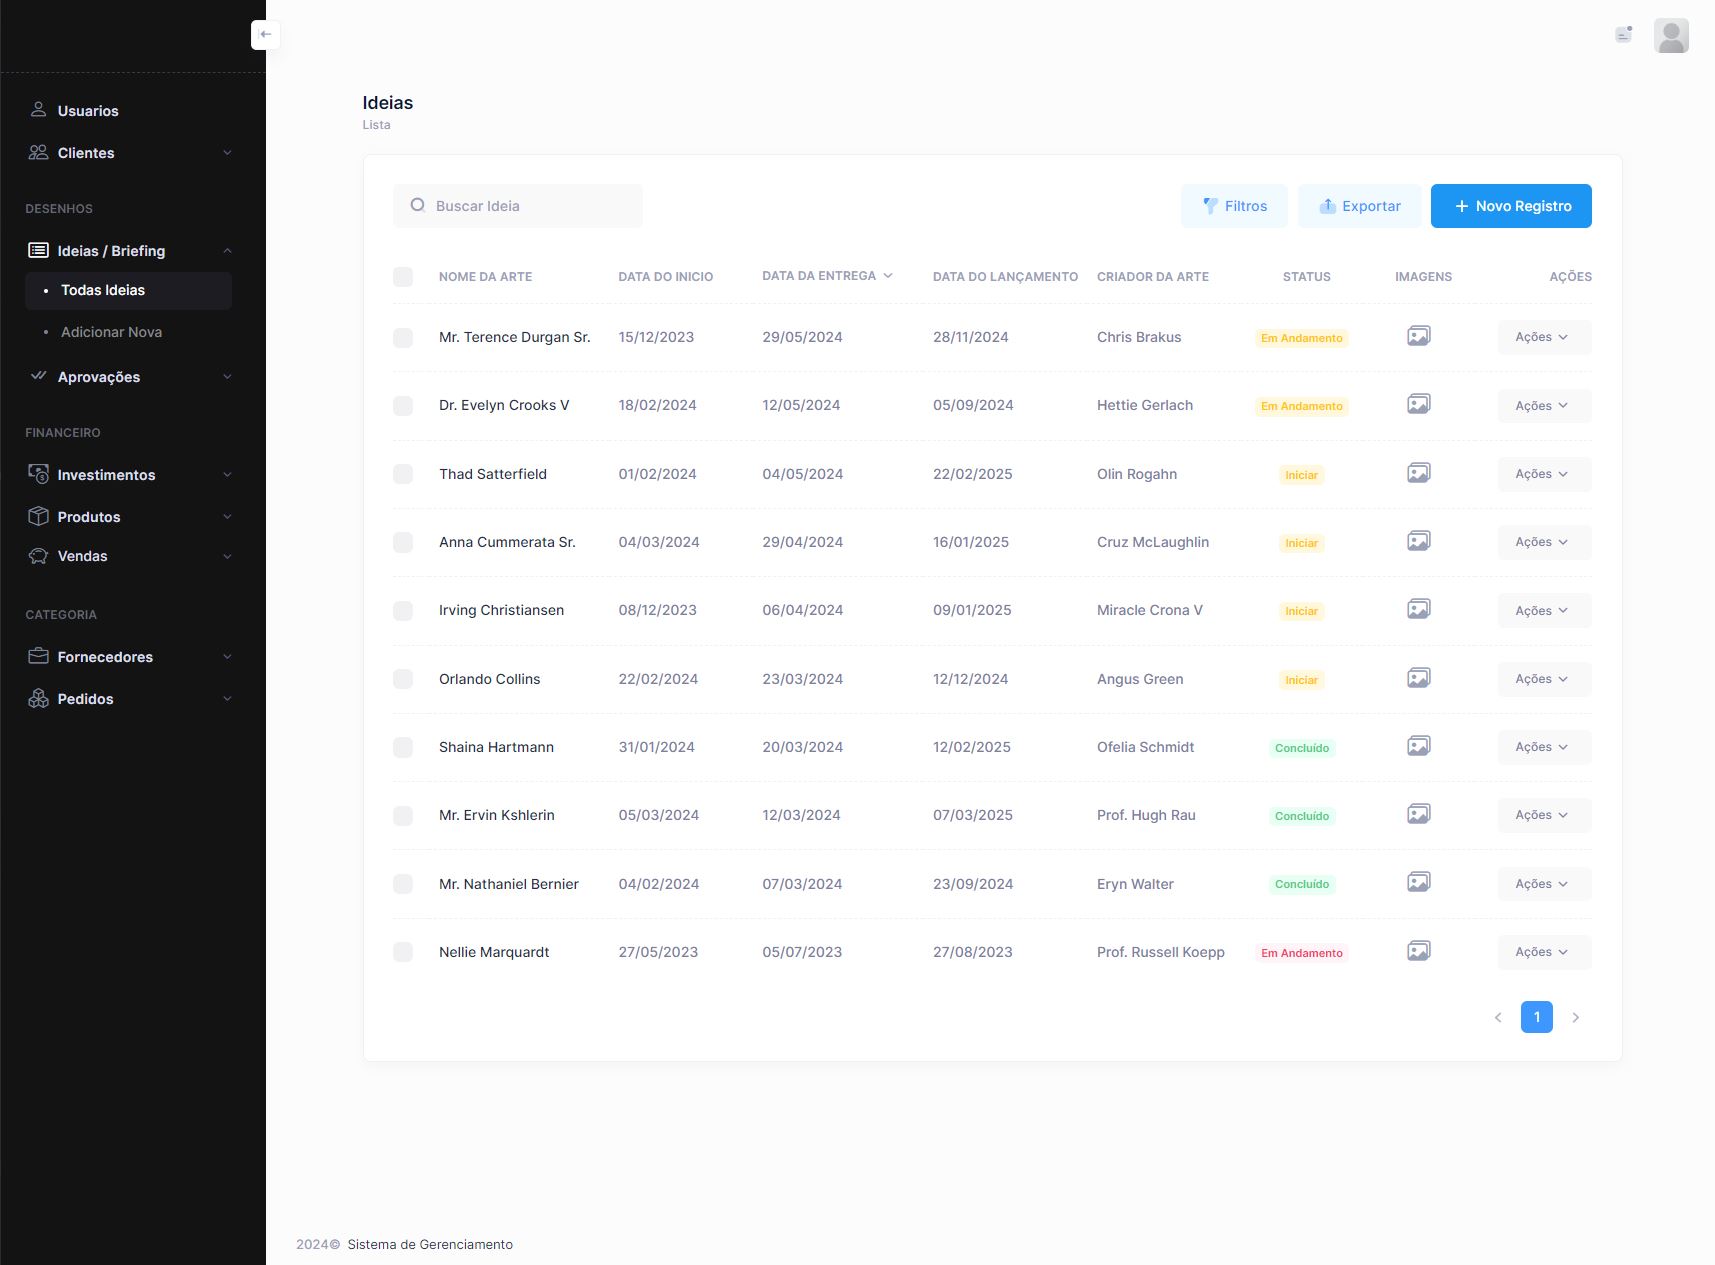 Usuarios
Clientes
DESENHOS
Ideias / Briefing
Todas Ideias
Adicionar Nova
Aprovações
FINANCEIRO
Investimentos
Produtos
Vendas
CATEGORIA
Fornecedores
Pedidos
Ideias
Lista
Buscar Ideia
Filtros
Exportar
+ Novo Registro
NOME DA ARTE DATA DO INICIO DATA DA ENTREGA DATA DO LANÇAMENTO CRIADOR DA ARTE STATUS IMAGENS AÇÕES
Mr. Terence Durgan Sr. 15/12/2023 29/05/2024 28/11/2024 Chris Brakus Em Andamento Ações
Dr. Evelyn Crooks V 18/02/2024 12/05/2024 05/09/2024 Hettie Gerlach Em Andamento Ações
Thad Satterfield 01/02/2024 04/05/2024 22/02/2025 Olin Rogahn Iniciar Ações
Anna Cummerata Sr. 04/03/2024 29/04/2024 16/01/2025 Cruz McLaughlin Iniciar Ações
Irving Christiansen 08/12/2023 06/04/2024 09/01/2025 Miracle Crona V Iniciar Ações
Orlando Collins 22/02/2024 23/03/2024 12/12/2024 Angus Green Iniciar Ações
Shaina Hartmann 31/01/2024 20/03/2024 12/02/2025 Ofelia Schmidt Concluído Ações
Mr. Ervin Kshlerin 05/03/2024 12/03/2024 07/03/2025 Prof. Hugh Rau Concluído Ações
Mr. Nathaniel Bernier 04/02/2024 07/03/2024 23/09/2024 Eryn Walter Concluído Ações
Nellie Marquardt 27/05/2023 05/07/2023 27/08/2023 Prof. Russell Koepp Em Andamento Ações
1
2024© Sistema de Gerenciamento